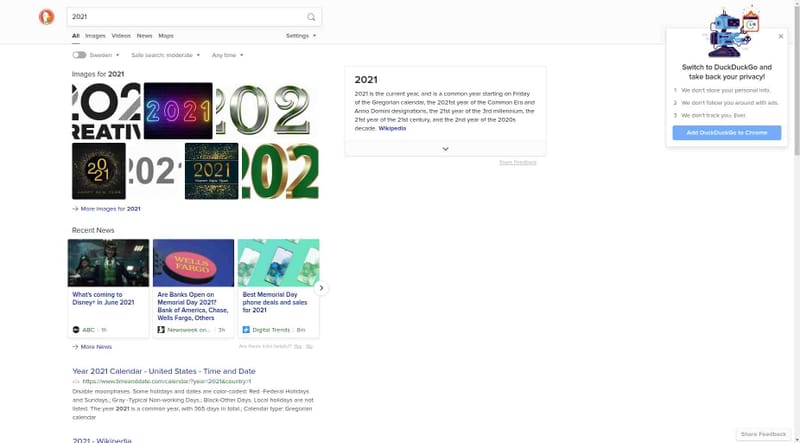 2021
All Images Videos News Maps Settings
Sweden Safe search: moderate Any time
Images for 2021
2021
2021
2021
2021
→ More Images for 2021
Recent News
WELLS
FARGO
What's coming to
Disney+ in June 2021
ABC 1h
Are Banks Open on
Memorial Day 2021?
Bank of America, Chase,
Wells Fargo, Others
Newsweek on... 3h
Best Memorial Day
phone deals and sales
for 2021
Digital Trends 8m
→ More News
Are these links helpful? Yes No
Year 2021 Calendar - United States - Time and Date
https://www.timeanddate.com/calendar/?year=2021&country=1
Disable moonphases. Some holidays and dates are color-coded: Red -Federal Holidays
and Sundays.; Gray -Typical Non-working Days.; Black-Other Days. Local holidays are not
listed. The year 2021 is a common year, with 365 days in total.; Calendar type: Gregorian
calendar
2021 - Wikipedia
2021
2021 is the current year, and is a common year starting on Friday
of the Gregorian calendar, the 2021st year of the Common Era and
Anno Domini designations, the 21st year of the 3rd millennium, the
21st year of the 21st century, and the 2nd year of the 2020s
decade. Wikipedia
Share Feedback
Switch to DuckDuckGo and
take back your privacy!
1 We don't store your personal info.
2 We don't follow you around with ads.
3 We don't track you. Ever.
Add DuckDuckGo to Chrome
Share Feedback